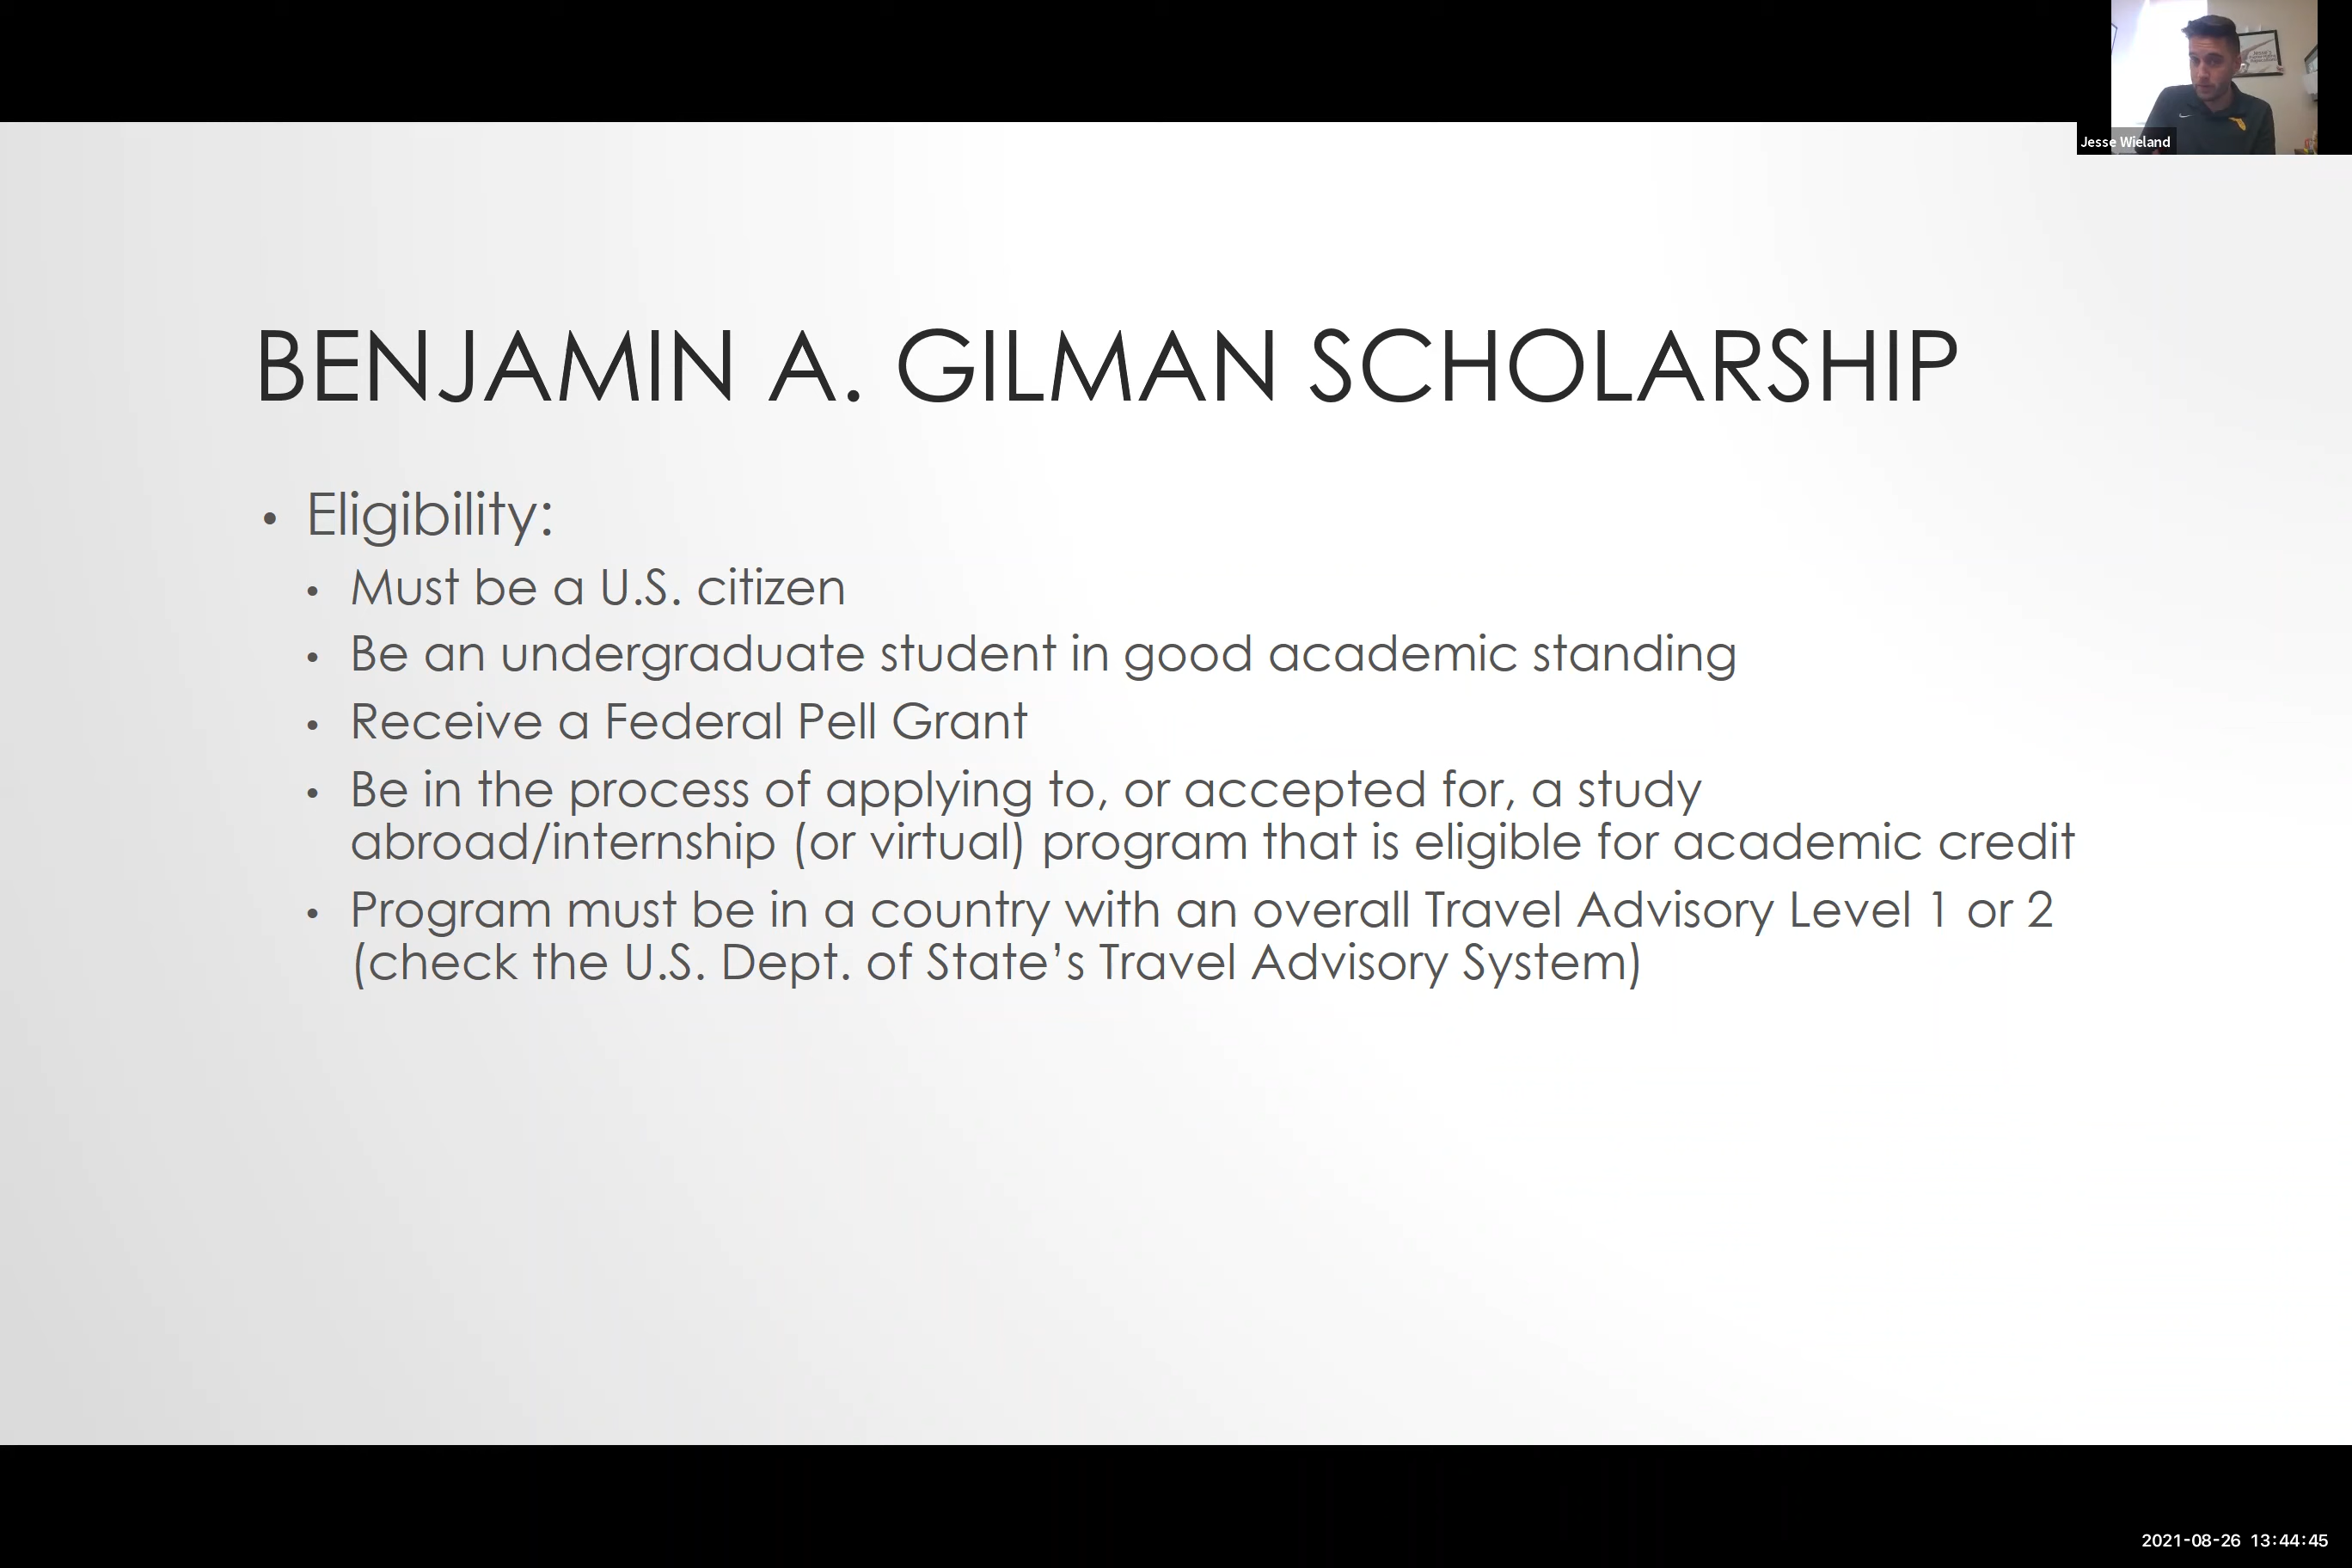 Jesse Wieland
BENJAMIN A. GILMAN SCHOLARSHIP
• Eligibility:
• Must be a U.S. citizen
• Be an undergraduate student in good academic standing
• Receive a Federal Pell Grant
• Be in the process of applying to, or accepted for, a study
abroad/internship (or virtual) program that is eligible for academic credit
• Program must be in a country with an overall Travel Advisory Level 1 or 2
(check the U.S. Dept. of State’s Travel Advisory System)
2021-08-26 13:44:45